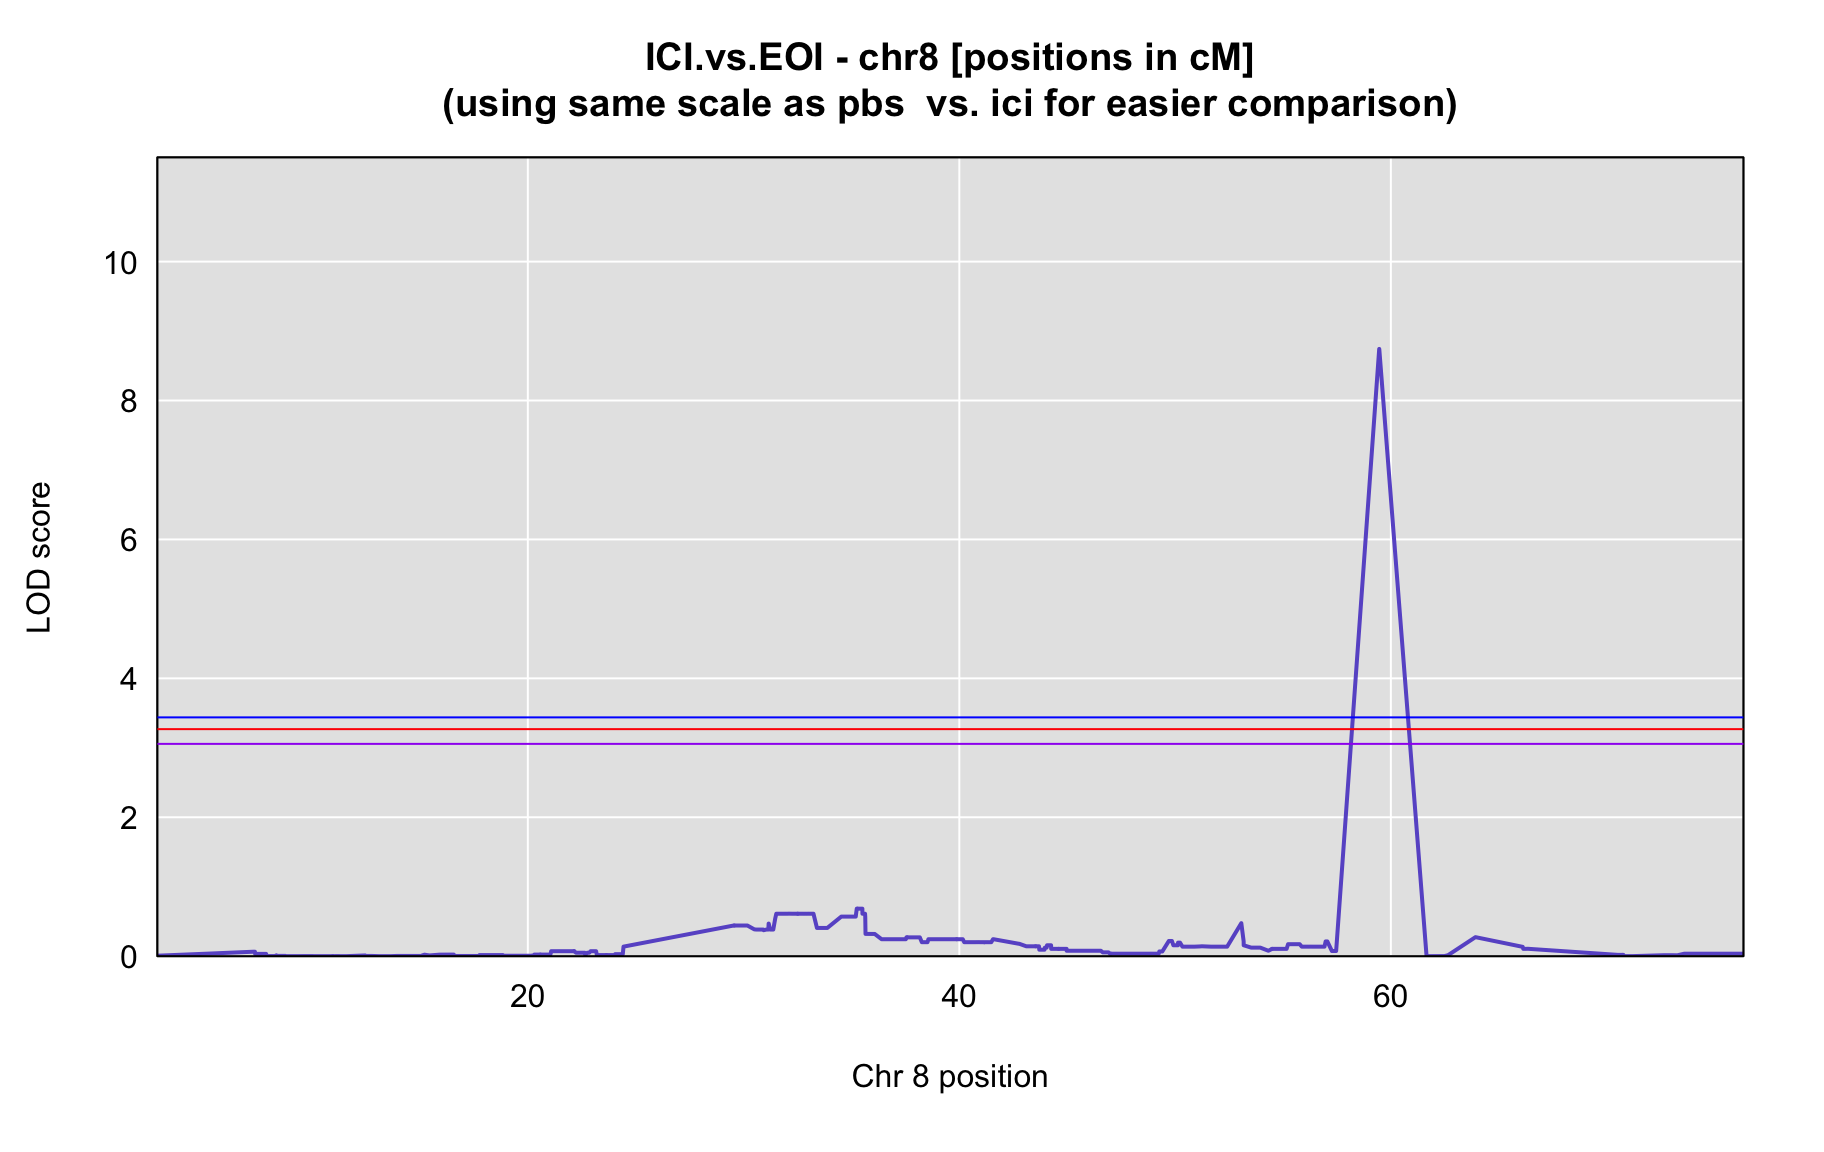 ICI.vs.EOI - chr8 [positions in cM]
(using same scale as pbs  vs. ici for easier comparison)
LOD score
10
8
6
4
2
0
20
40
60
Chr 8 position